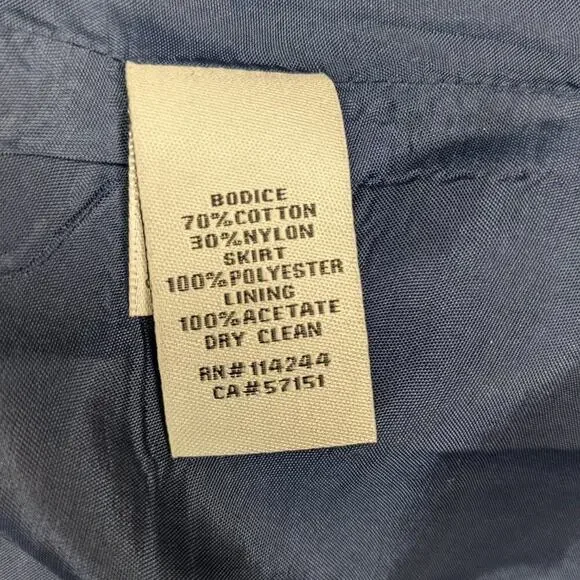 BODICE
70%COTTON
30%NYLON
SKIRT
100%POLYESTER
LINING
100%ACETATE
DRY CLEAN
RN#114244
CA#57151